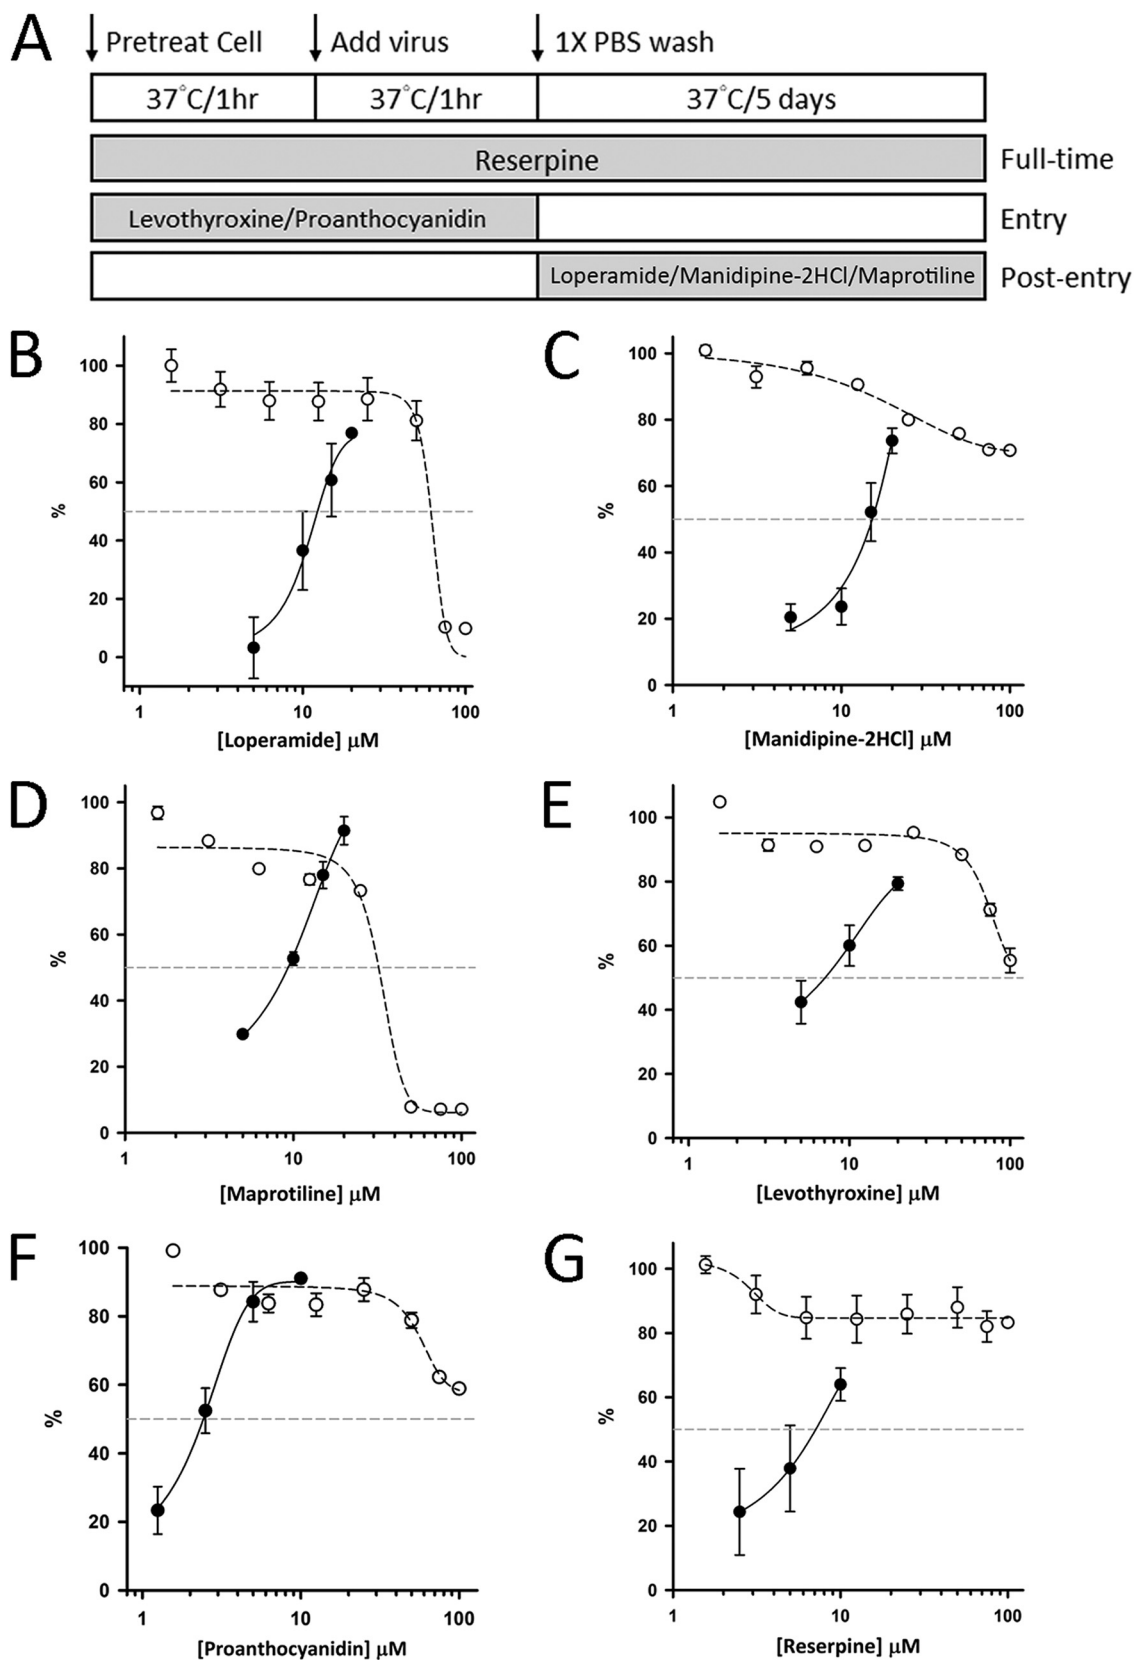 A
Pretreat Cell
Add virus
1X PBS wash
37°C/1hr
37°C/1hr
37°C/5 days
Reserpine
Full-time
Levothyroxine/Proanthocyanidin
Entry
Loperamide/Manidipine-2HCl/Maprotiline
Post-entry
B
100
80
60
40
20
0
%
1
10
100
[Loperamide] μM
C
100
80
60
40
20
0
%
1
10
100
[Manidipine-2HCl] μM
D
100
80
60
40
20
0
%
1
10
100
[Maprotiline] μM
E
100
80
60
40
20
0
%
1
10
100
[Levothyroxine] μM
F
100
80
60
40
20
0
%
1
10
100
[Proanthocyanidin] μM
G
100
80
60
40
20
0
%
1
10
100
[Reserpine] μM